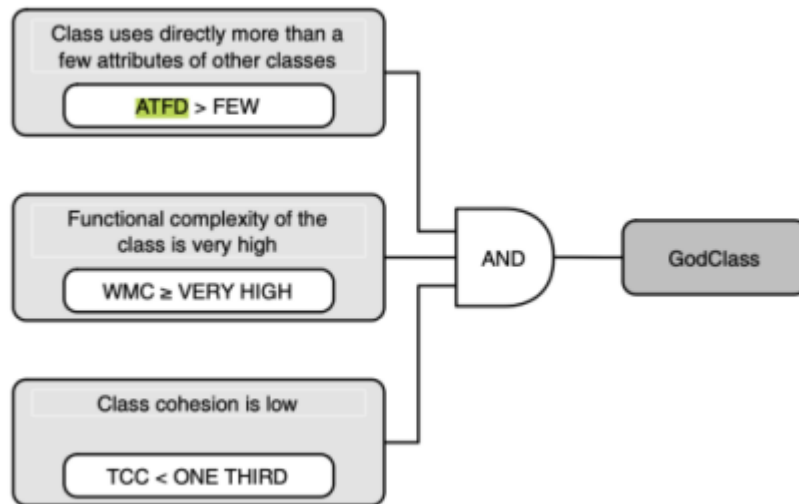 Class uses directly more than a
few attributes of other classes
ATFD > FEW
Functional complexity of the
class is very high
WMC ≥ VERY HIGH
Class cohesion is low
TCC < ONE THIRD
AND
GodClass